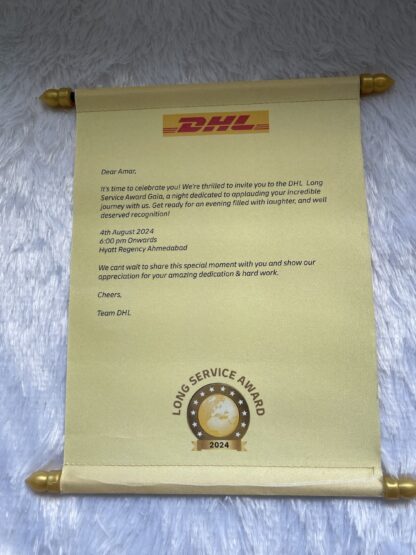 DHL
Dear Amar,
It's time to celebrate you! We're thrilled to invite you to the DHL Long
Service Award Gala, a night dedicated to applauding your incredible
journey with us. Get ready for an evening filled with laughter, and well
deserved recognition!
4th August 2024
6:00 pm Onwards
Hyatt Regency Ahmedabad
We cant wait to share this special moment with you and show our
appreciation for your amazing dedication & hard work.
Cheers,
Team DHL
LONG SERVICE AWARD
2024